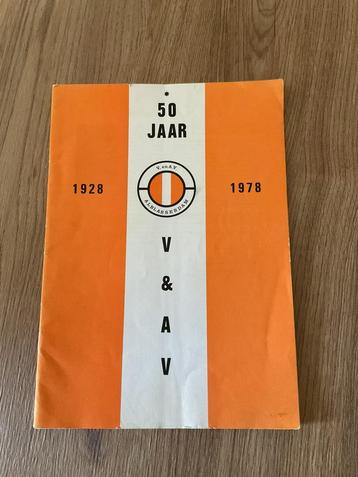 50
JAAR
1928
1978
V. en A.V.
ALBLASSERDAM
V
&
A
V